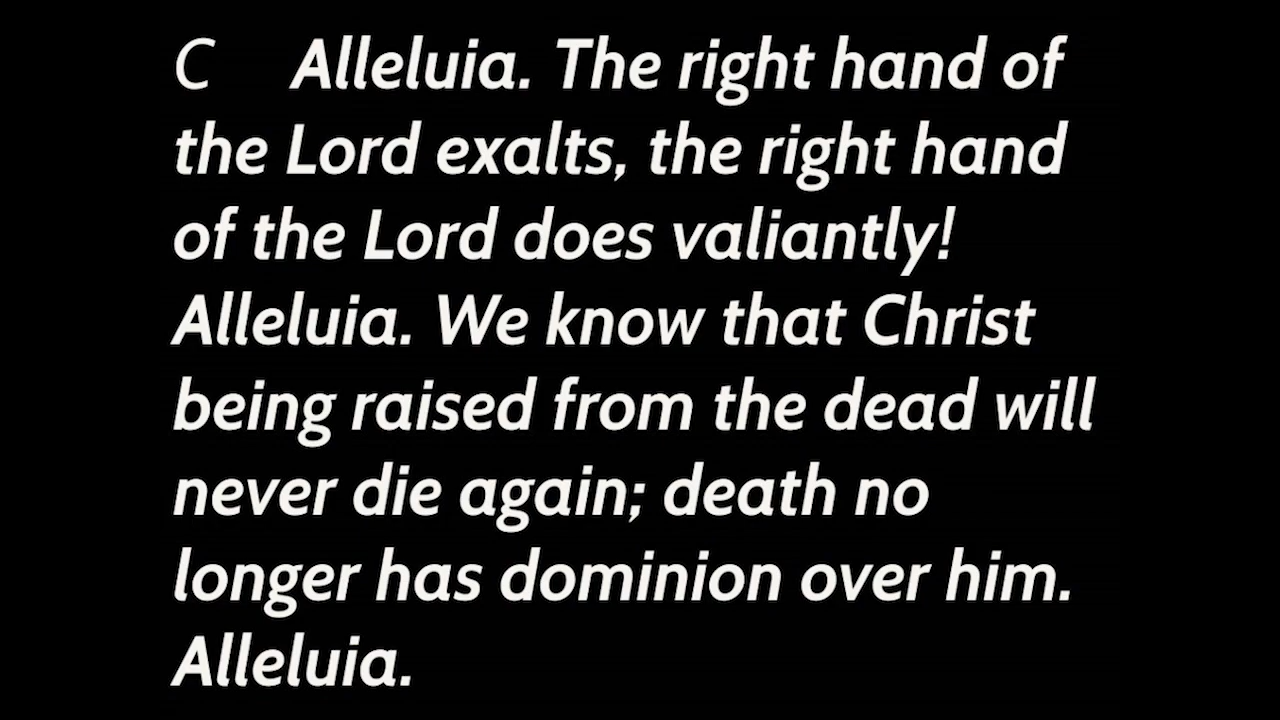 C Alleluia. The right hand of
the Lord exalts, the right hand
of the Lord does valiantly!
Alleluia. We know that Christ
being raised from the dead will
never die again; death no
longer has dominion over him.
Alleluia.